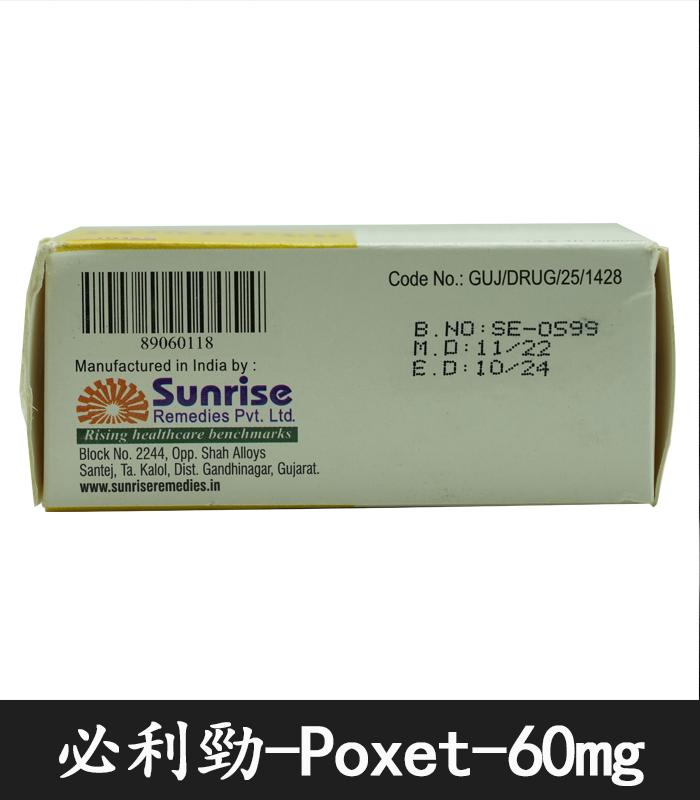 Code No.: GUJ/DRUG/25/1428
B.NO:SE-0599
M.D:11/22
E.D:10/24
89060118
Manufactured in India by :
Sunrise
Remedies Pvt. Ltd.
Rising healthcare benchmarks
Block No. 2244, Opp. Shah Alloys
Santej, Ta. Kalol, Dist. Gandhinagar, Gujarat.
www.sunriseremedies.in
必利勁-Poxet-60mg